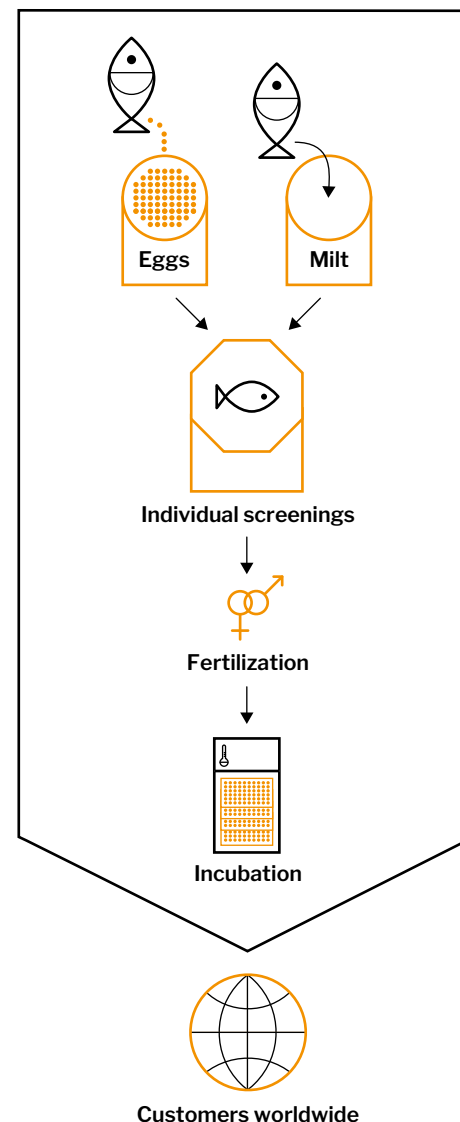 Eggs
Milt
Individual screenings
Fertilization
Incubation
Customers worldwide